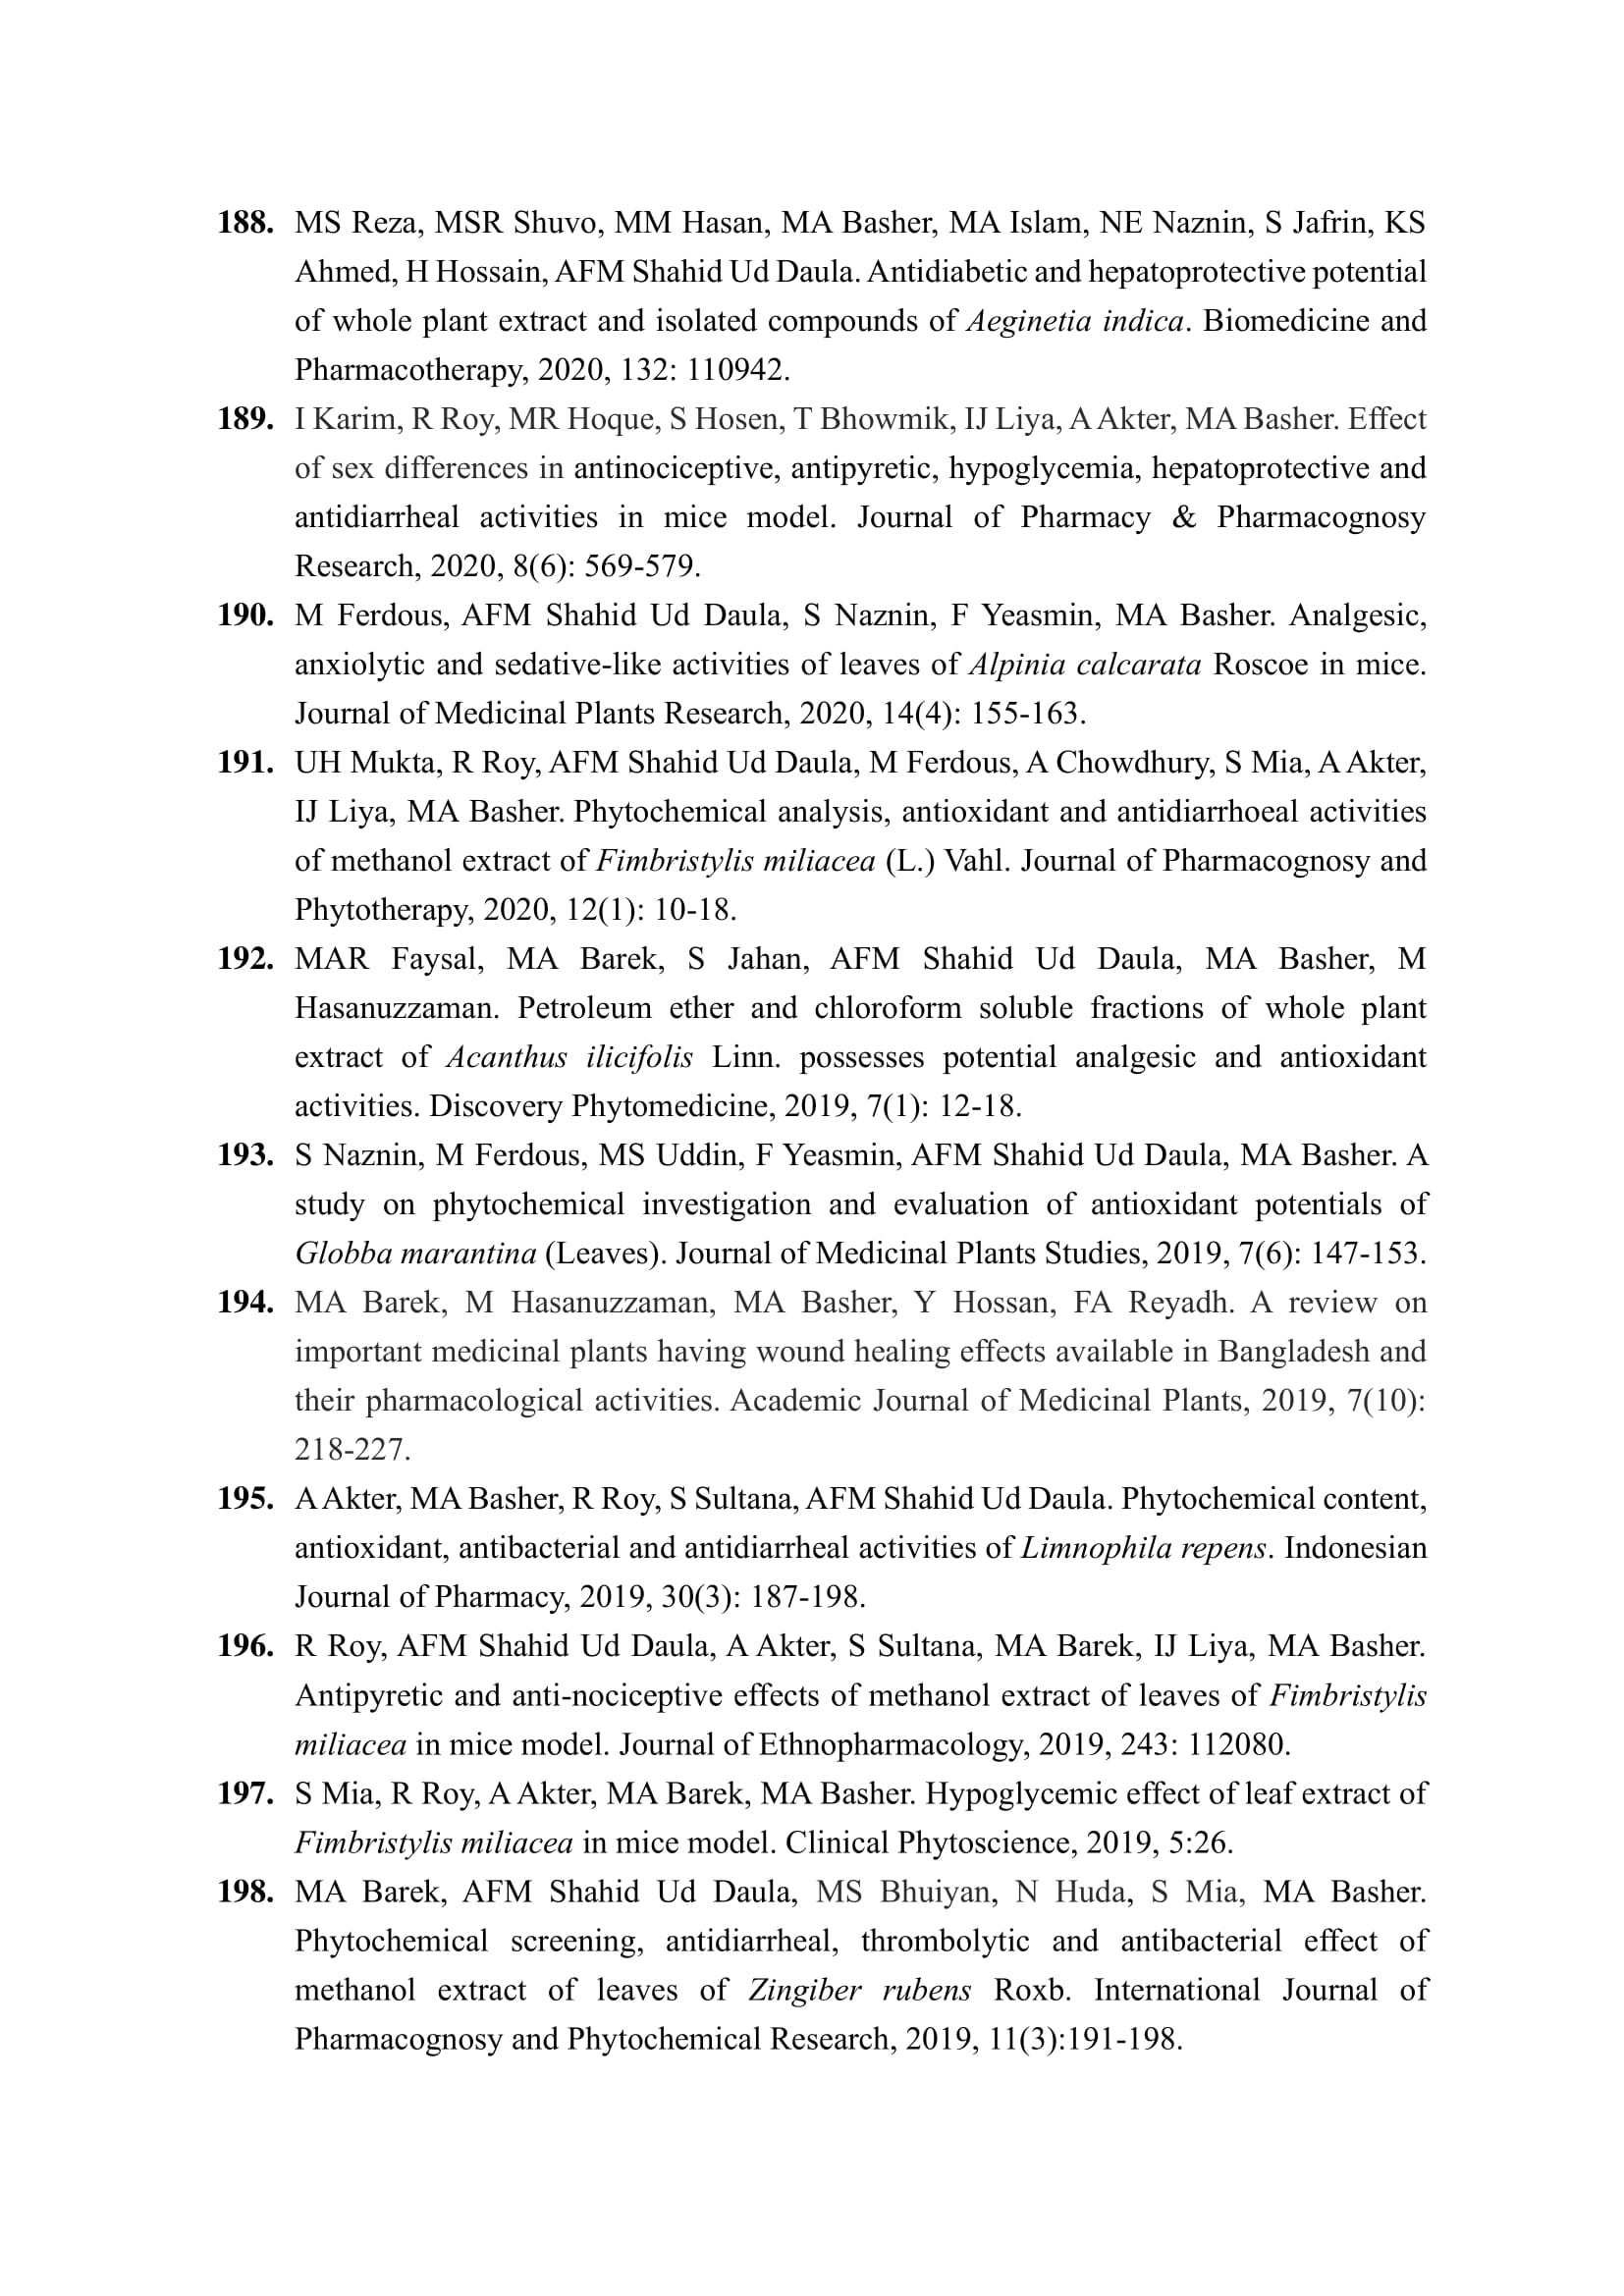 188. MS Reza, MSR Shuvo, MM Hasan, MA Basher, MA Islam, NE Naznin, S Jafrin, KS
Ahmed, H Hossain, AFM Shahid Ud Daula. Antidiabetic and hepatoprotective potential
of whole plant extract and isolated compounds of Aeginetia indica. Biomedicine and
Pharmacotherapy, 2020, 132: 110942.
189. I Karim, R Roy, MR Hoque, S Hosen, T Bhowmik, IJ Liya, A Akter, MA Basher. Effect
of sex differences in antinociceptive, antipyretic, hypoglycemia, hepatoprotective and
antidiarrheal activities in mice model. Journal of Pharmacy & Pharmacognosy
Research, 2020, 8(6): 569-579.
190. M Ferdous, AFM Shahid Ud Daula, S Naznin, F Yeasmin, MA Basher. Analgesic,
anxiolytic and sedative-like activities of leaves of Alpinia calcarata Roscoe in mice.
Journal of Medicinal Plants Research, 2020, 14(4): 155-163.
191. UH Mukta, R Roy, AFM Shahid Ud Daula, M Ferdous, A Chowdhury, S Mia, A Akter,
IJ Liya, MA Basher. Phytochemical analysis, antioxidant and antidiarrhoeal activities
of methanol extract of Fimbristylis miliacea (L.) Vahl. Journal of Pharmacognosy and
Phytotherapy, 2020, 12(1): 10-18.
192. MAR Faysal, MA Barek, S Jahan, AFM Shahid Ud Daula, MA Basher, M
Hasanuzzaman. Petroleum ether and chloroform soluble fractions of whole plant
extract of Acanthus ilicifolis Linn. possesses potential analgesic and antioxidant
activities. Discovery Phytomedicine, 2019, 7(1): 12-18.
193. S Naznin, M Ferdous, MS Uddin, F Yeasmin, AFM Shahid Ud Daula, MA Basher. A
study on phytochemical investigation and evaluation of antioxidant potentials of
Globba marantina (Leaves). Journal of Medicinal Plants Studies, 2019, 7(6): 147-153.
194. MA Barek, M Hasanuzzaman, MA Basher, Y Hossan, FA Reyadh. A review on
important medicinal plants having wound healing effects available in Bangladesh and
their pharmacological activities. Academic Journal of Medicinal Plants, 2019, 7(10):
218-227.
195. A Akter, MA Basher, R Roy, S Sultana, AFM Shahid Ud Daula. Phytochemical content,
antioxidant, antibacterial and antidiarrheal activities of Limnophila repens. Indonesian
Journal of Pharmacy, 2019, 30(3): 187-198.
196. R Roy, AFM Shahid Ud Daula, A Akter, S Sultana, MA Barek, IJ Liya, MA Basher.
Antipyretic and anti-nociceptive effects of methanol extract of leaves of Fimbristylis
miliacea in mice model. Journal of Ethnopharmacology, 2019, 243: 112080.
197. S Mia, R Roy, A Akter, MA Barek, MA Basher. Hypoglycemic effect of leaf extract of
Fimbristylis miliacea in mice model. Clinical Phytoscience, 2019, 5:26.
198. MA Barek, AFM Shahid Ud Daula, MS Bhuiyan, N Huda, S Mia, MA Basher.
Phytochemical screening, antidiarrheal, thrombolytic and antibacterial effect of
methanol extract of leaves of Zingiber rubens Roxb. International Journal of
Pharmacognosy and Phytochemical Research, 2019, 11(3):191-198.